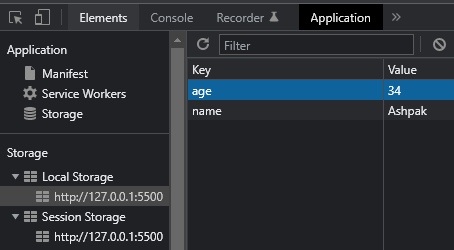 Elements Console Recorder Application
Application
Manifest
Service Workers
Storage
Storage
Local Storage
http://127.0.0.1:5500
Session Storage
http://127.0.0.1:5500
Filter
Key Value
age 34
name Ashpak